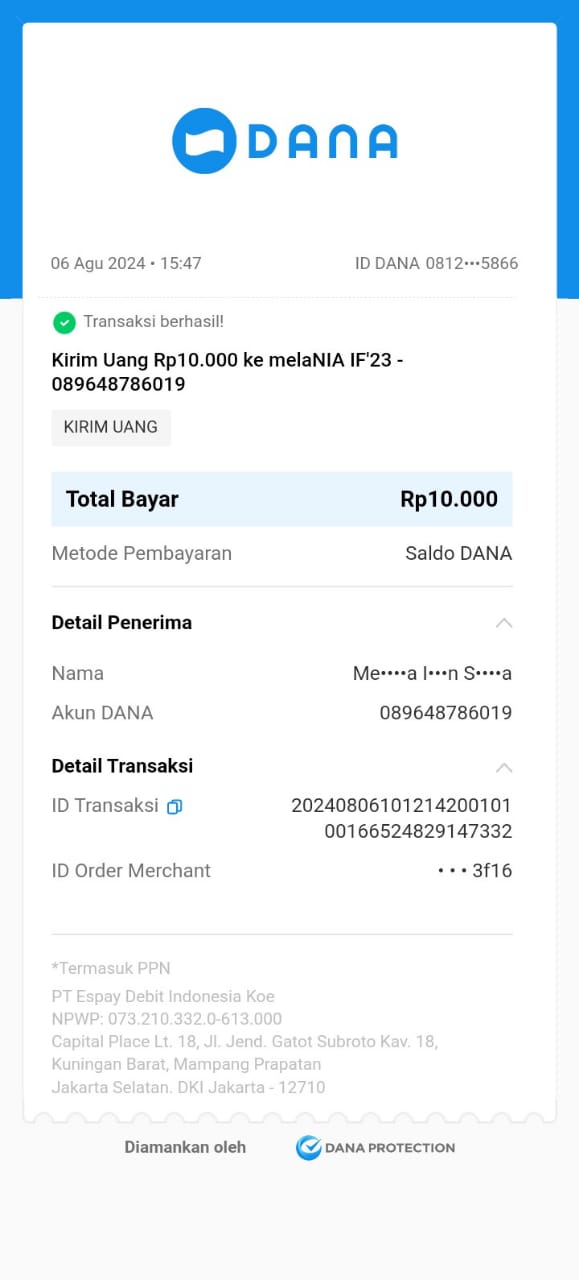 DANA
06 Agu 2024 • 15:47 ID DANA 0812•••5866
Transaksi berhasil!
Kirim Uang Rp10.000 ke melaNIA IF'23 -
089648786019
KIRIM UANG
Total Bayar Rp10.000
Metode Pembayaran Saldo DANA
Detail Penerima
Nama Me••••a I•••n S••••a
Akun DANA 089648786019
Detail Transaksi
ID Transaksi 20240806101214200101
00166524829147332
ID Order Merchant • • • 3f16
*Termasuk PPN
PT Espay Debit Indonesia Koe
NPWP: 073.210.332.0-613.000
Capital Place Lt. 18, Jl. Jend. Gatot Subroto Kav. 18,
Kuningan Barat, Mampang Prapatan
Jakarta Selatan. DKI Jakarta - 12710
Diamankan oleh DANA PROTECTION